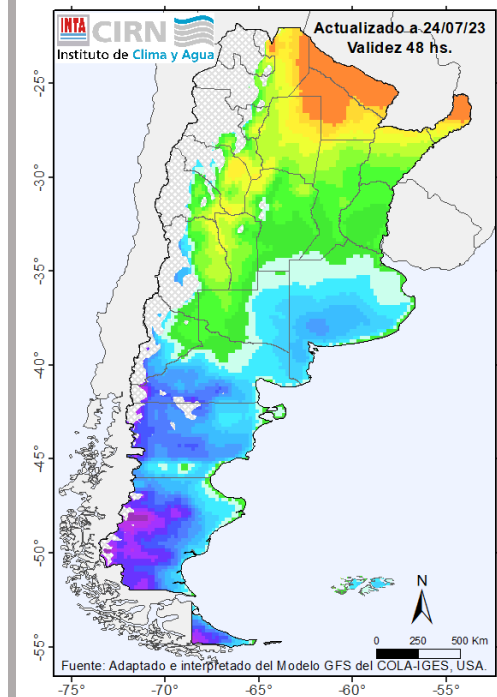 INTA CIRN
Instituto de Clima y Agua
Actualizado a 24/07/23
Validez 48 hs.
-25°
-30°
-35°
-40°
-45°
-50°
-55°
N
0 250 500 Km
Fuente: Adaptado e interpretado del Modelo GFS del COLA-IGES, USA.
-75° -70° -65° -60° -55°